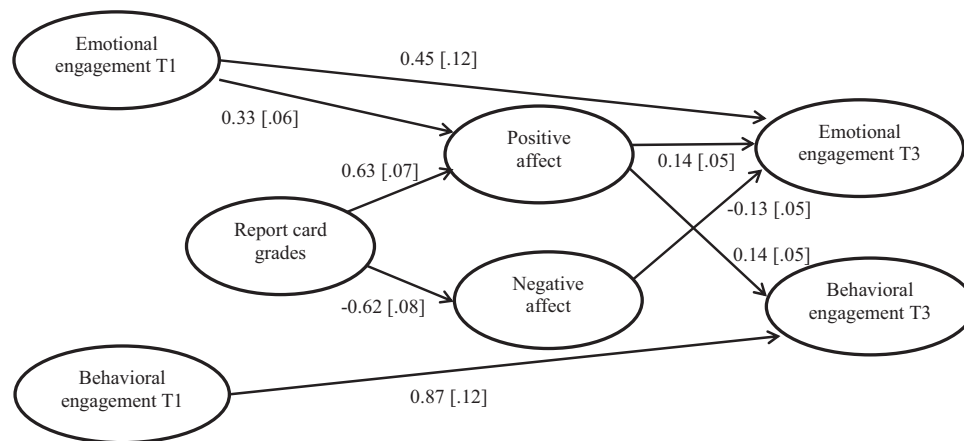 Emotional
engagement T1
0.45 [.12]
0.33 [.06]
Positive
affect
Emotional
engagement T3
0.14 [.05]
0.63 [.07]
-0.13 [.05]
Report card
grades
0.14 [.05]
-0.62 [.08]
Negative
affect
Behavioral
engagement T3
Behavioral
engagement T1
0.87 [.12]